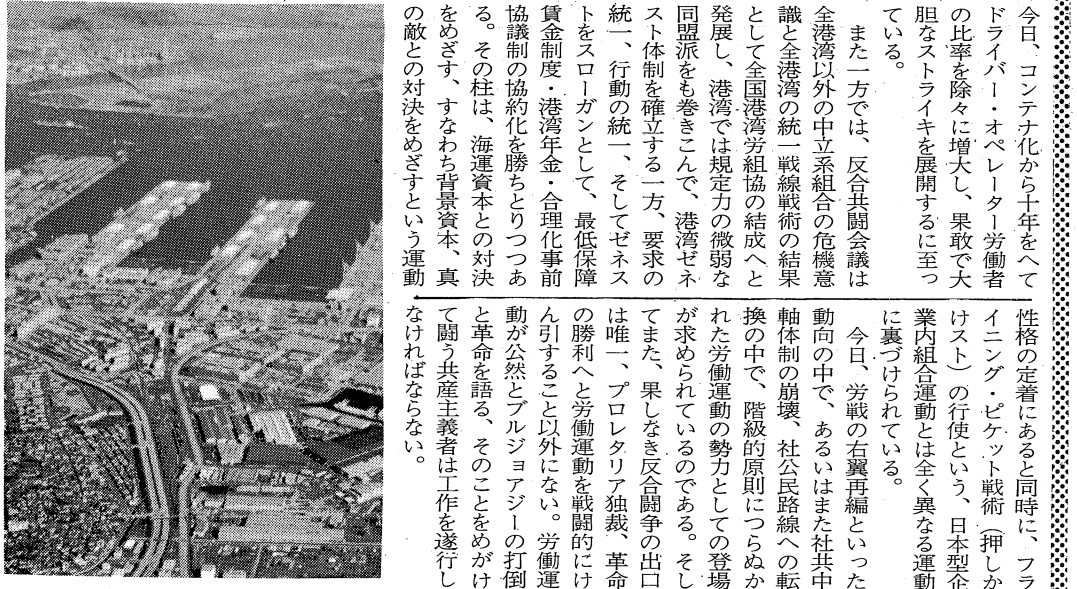 今日、コンテナ化から十年をへて
ドライバー・オペレーター労働者
の比率を除々に増大し、果敢で大
胆なストライキを展開するに至っ
ている。
また一方では、反合共闘会議は
全港湾以外の中立系組合の危機意
識と全港湾の統一戦線戦術の結果
として全国港湾労組協の結成へと
発展し、港湾では規定力の微弱な
同盟派をも巻きこんで、港湾ゼネ
スト体制を確立する一方、要求の
統一、行動の統一、そしてゼネス
トをスローガンとして、最低保障
賃金制度・港湾年金・合理化事前
協議制の協約化を勝ちとりつつあ
る。その柱は、海運資本との対決
をめざす、すなわち背景資本、真
の敵との対決をめざすという運動
性格の定着にあると同時に、フラ
イニング・ピケット戦術（押しか
けスト）の行使という、日本型企
業内組合運動とは全く異なる運動
に裏づけられている。
今日、労戦の右翼再編といった
動向の中で、あるいはまた社共中
軸体制の崩壊、社公民路線への転
換の中で、階級的原則につらぬか
れた労働運動の勢力としての登場
が求められているのである。そし
てまた、果しなき反合闘争の出口
は唯一、プロレタリア独裁、革命
の勝利へと労働運動を戦闘的にけ
ん引すること以外にない。労働運
動が公然とブルジョアジーの打倒
と革命を語る、そのことをめがけ
て闘う共産主義者は工作を遂行し
なければならない。